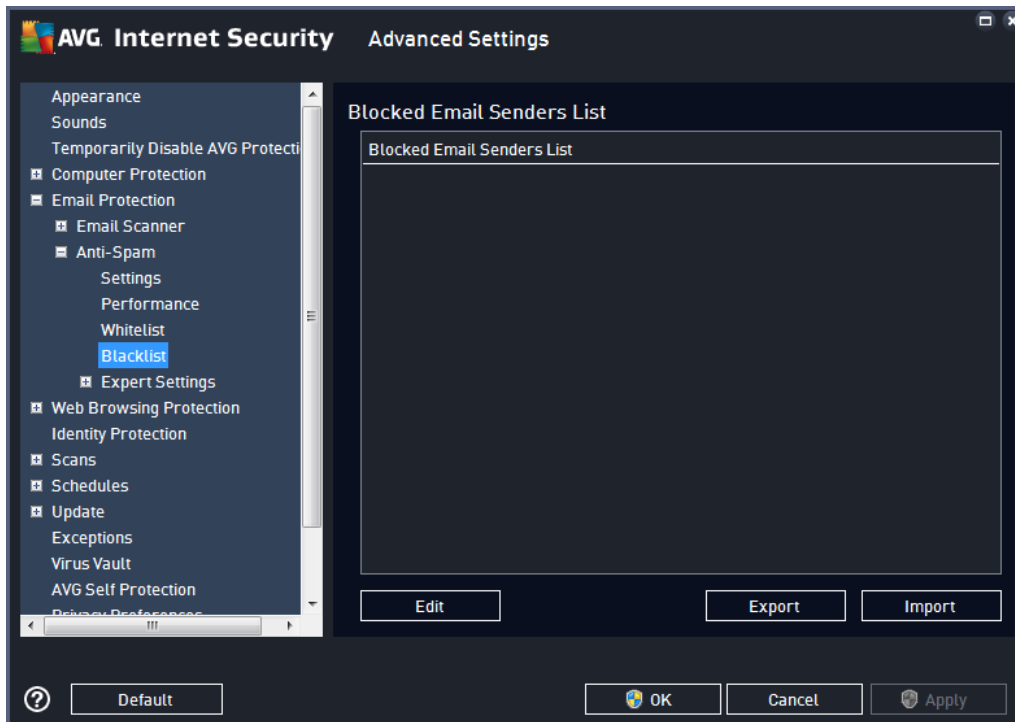 AVG. Internet Security Advanced Settings
Appearance
Sounds
Temporarily Disable AVG Protecti
Computer Protection
Email Protection
Email Scanner
Anti-Spam
Settings
Performance
Whitelist
Blacklist
Expert Settings
Web Browsing Protection
Identity Protection
Scans
Schedules
Update
Exceptions
Virus Vault
AVG Self Protection
Privacy Preferences
Blocked Email Senders List
Blocked Email Senders List
Edit
Export
Import
?
Default
OK
Cancel
Apply